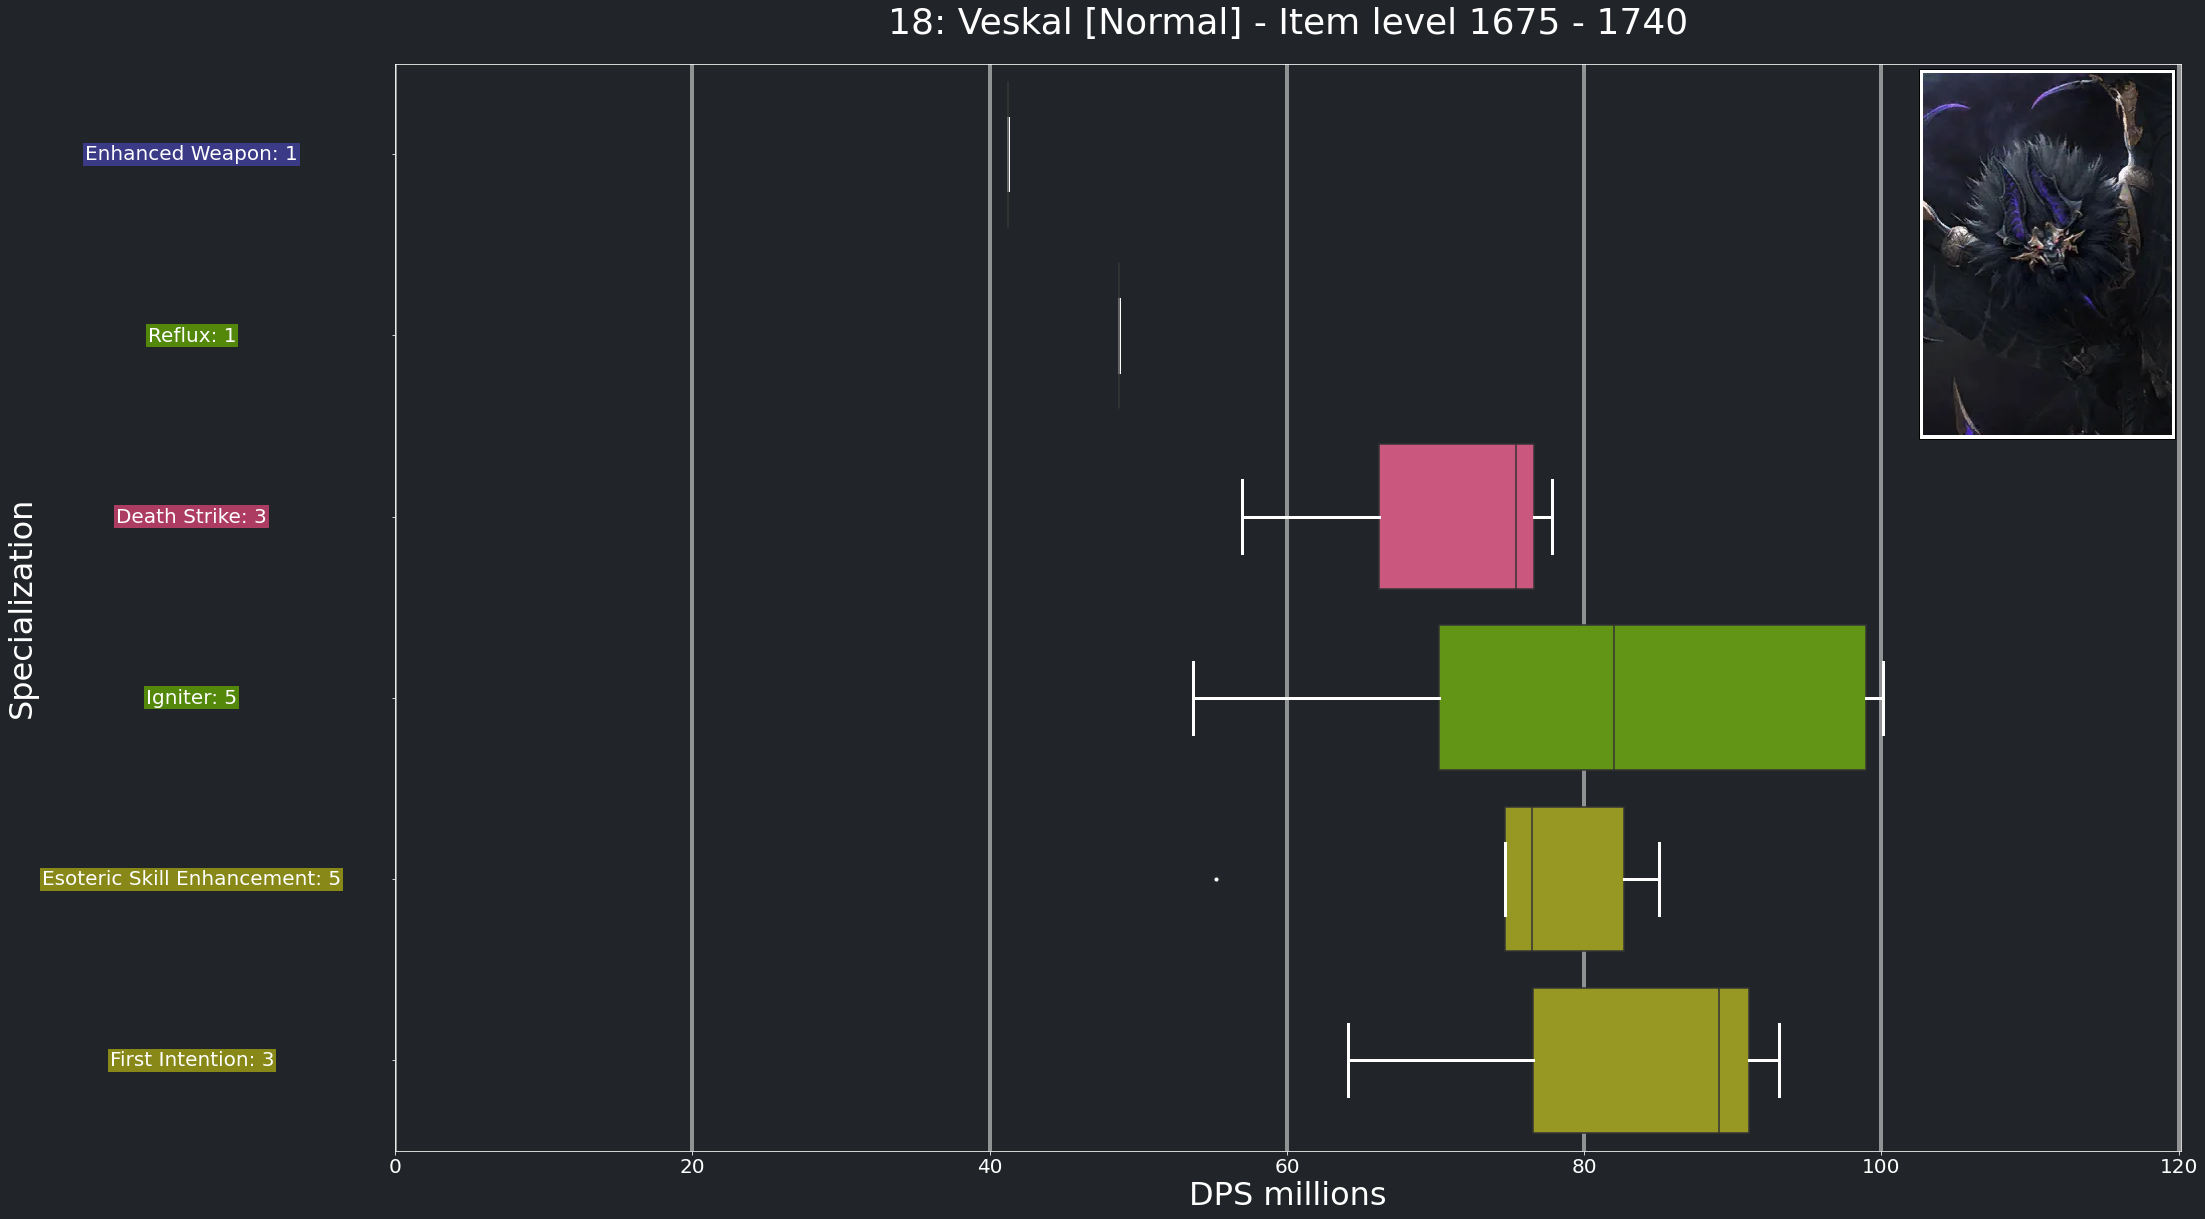 18: Veskal [Normal] - Item level 1675 - 1740
Specialization
Enhanced Weapon: 1
Reflux: 1
Death Strike: 3
Igniter: 5
Esoteric Skill Enhancement: 5
First Intention: 3
0 20 40 60 80 100 120
DPS millions